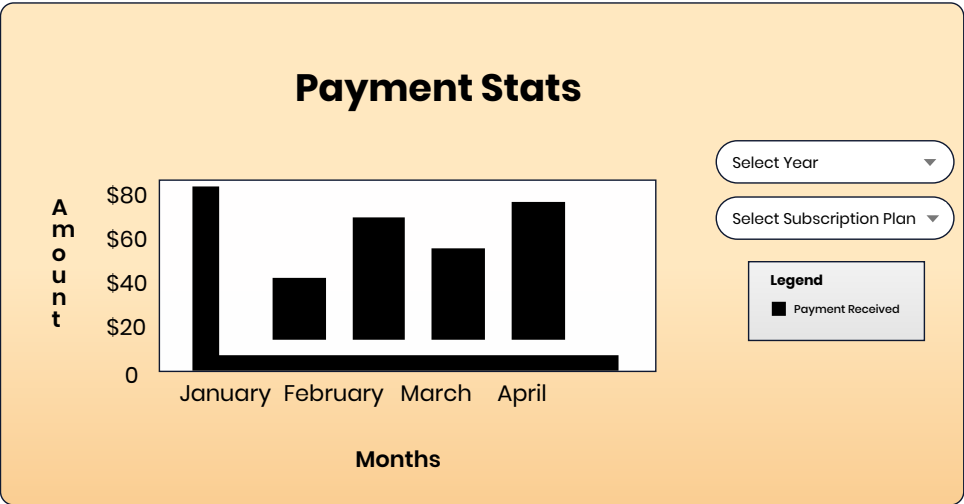 Payment Stats
Select Year
Select Subscription Plan
Legend
Payment Received
Amount
$80
$60
$40
$20
0
January February March April
Months